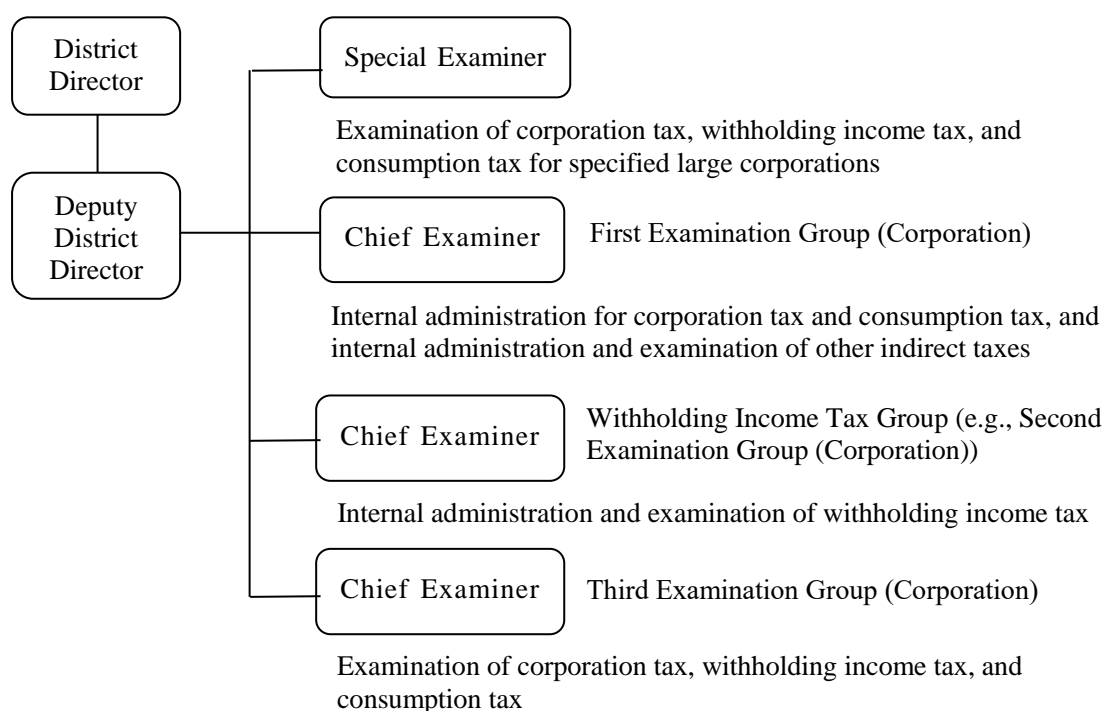 District
Director
Deputy
District
Director
Special Examiner
Examination of corporation tax, withholding income tax, and
consumption tax for specified large corporations
Chief Examiner
First Examination Group (Corporation)
Internal administration for corporation tax and consumption tax, and
internal administration and examination of other indirect taxes
Chief Examiner
Withholding Income Tax Group (e.g., Second
Examination Group (Corporation))
Internal administration and examination of withholding income tax
Chief Examiner
Third Examination Group (Corporation)
Examination of corporation tax, withholding income tax, and
consumption tax